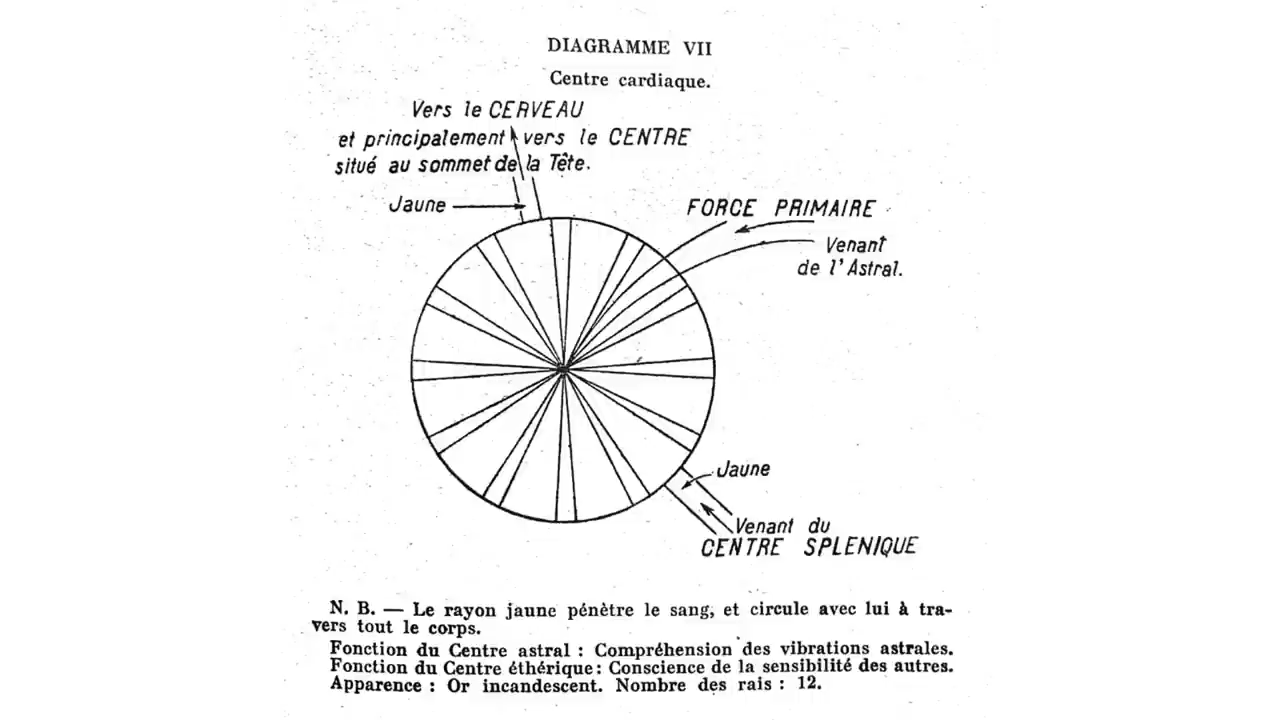 DIAGRAMME VII
Centre cardiaque.
Vers le CERVEAU
et principalement vers le CENTRE
situé au sommet de la Tête.
Jaune
FORCE PRIMAIRE
Venant
de l'Astral.
Jaune
Venant du
CENTRE SPLENIQUE
N. B. — Le rayon jaune pénètre le sang, et circule avec lui à tra-
vers tout le corps.
Fonction du Centre astral : Compréhension des vibrations astrales.
Fonction du Centre éthérique : Conscience de la sensibilité des autres.
Apparence : Or incandescent. Nombre des rais : 12.